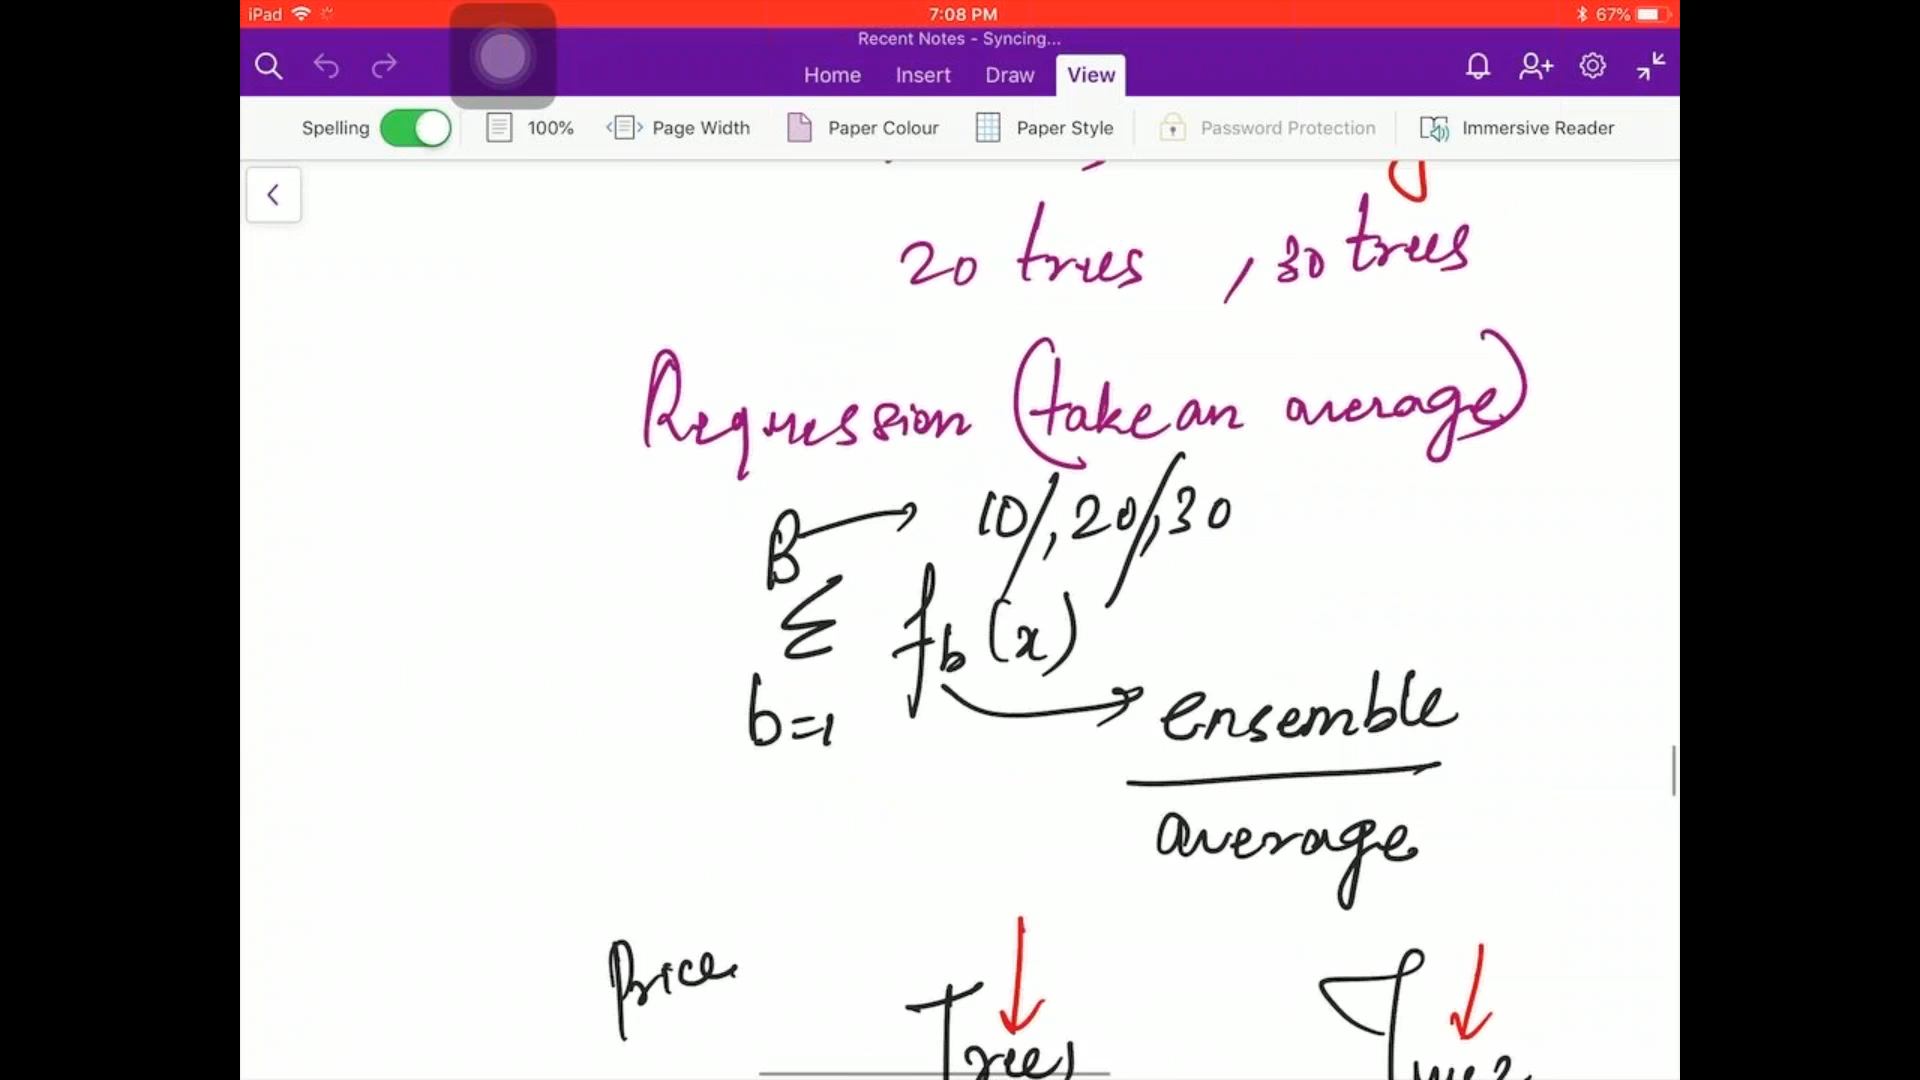 iPad 7:08 PM 67%
Recent Notes - Syncing...
Home Insert Draw View
Spelling 100% Page Width Paper Colour Paper Style Password Protection Immersive Reader
20 trees , 30 trees
Regression (take an average)
B → 10/, 20/, 30
Σ f_b (x)
b=1
ensemble
average
Price
Trees